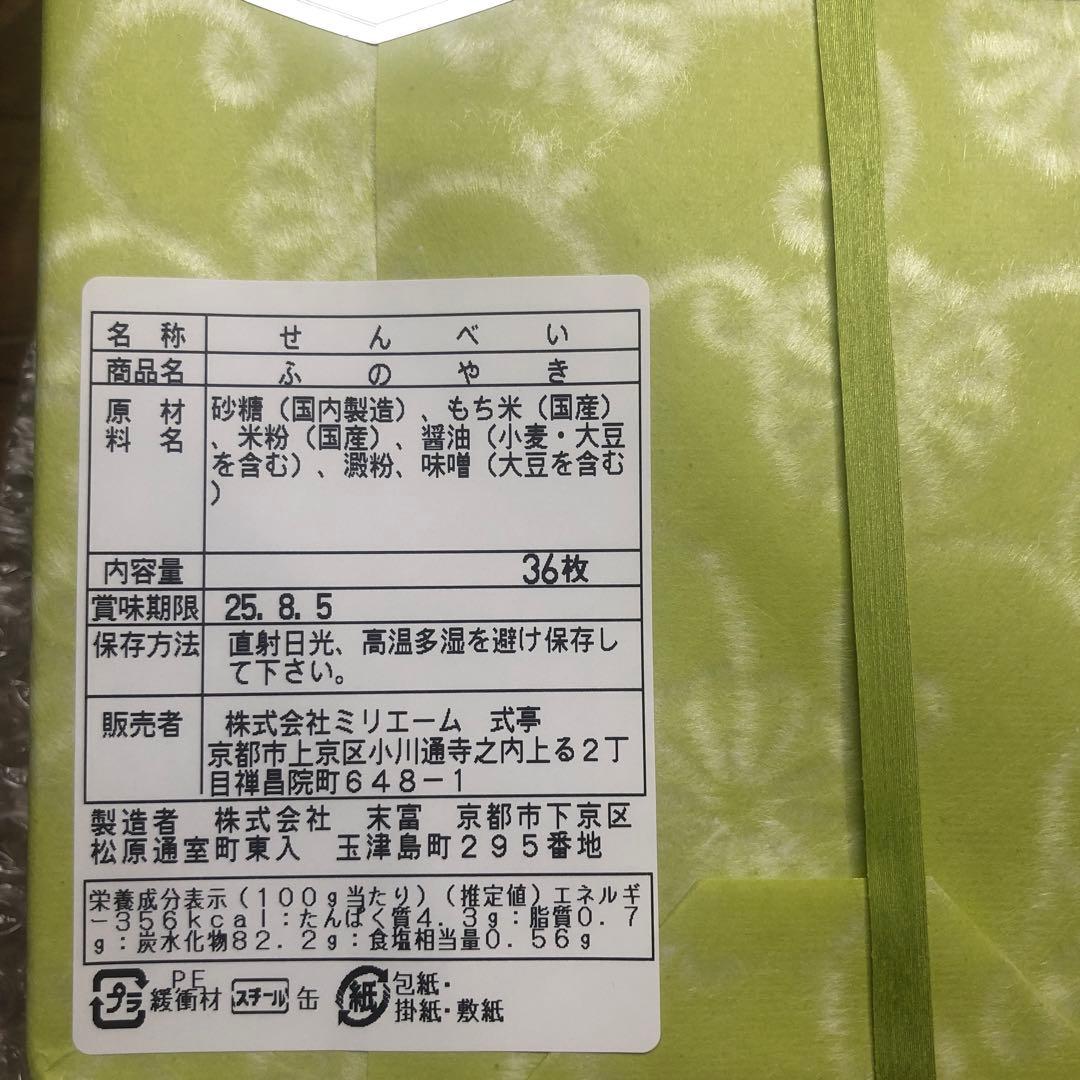 名称 せんべい
商品名 ふのやき
原材料名 砂糖（国内製造）、もち米（国産）
、米粉（国産）、醤油（小麦・大豆
を含む）、澱粉、味噌（大豆を含む
）
内容量 36枚
賞味期限 25.8.5
保存方法 直射日光、高温多湿を避け保存し
て下さい。
販売者 株式会社ミリエーム 式亭
京都市上京区小川通寺之内上る2丁
目禅昌院町648-1
製造者 株式会社 末富 京都市下京区
松原通室町東入 玉津島町295番地
栄養成分表示（100g当たり）（推定値）エネルギ
ー356kcal：たんぱく質4.3g：脂質0.7
g：炭水化物82.2g：食塩相当量0.56g
プラ PE
緩衝材 スチール 缶 紙 包紙・
掛紙・敷紙